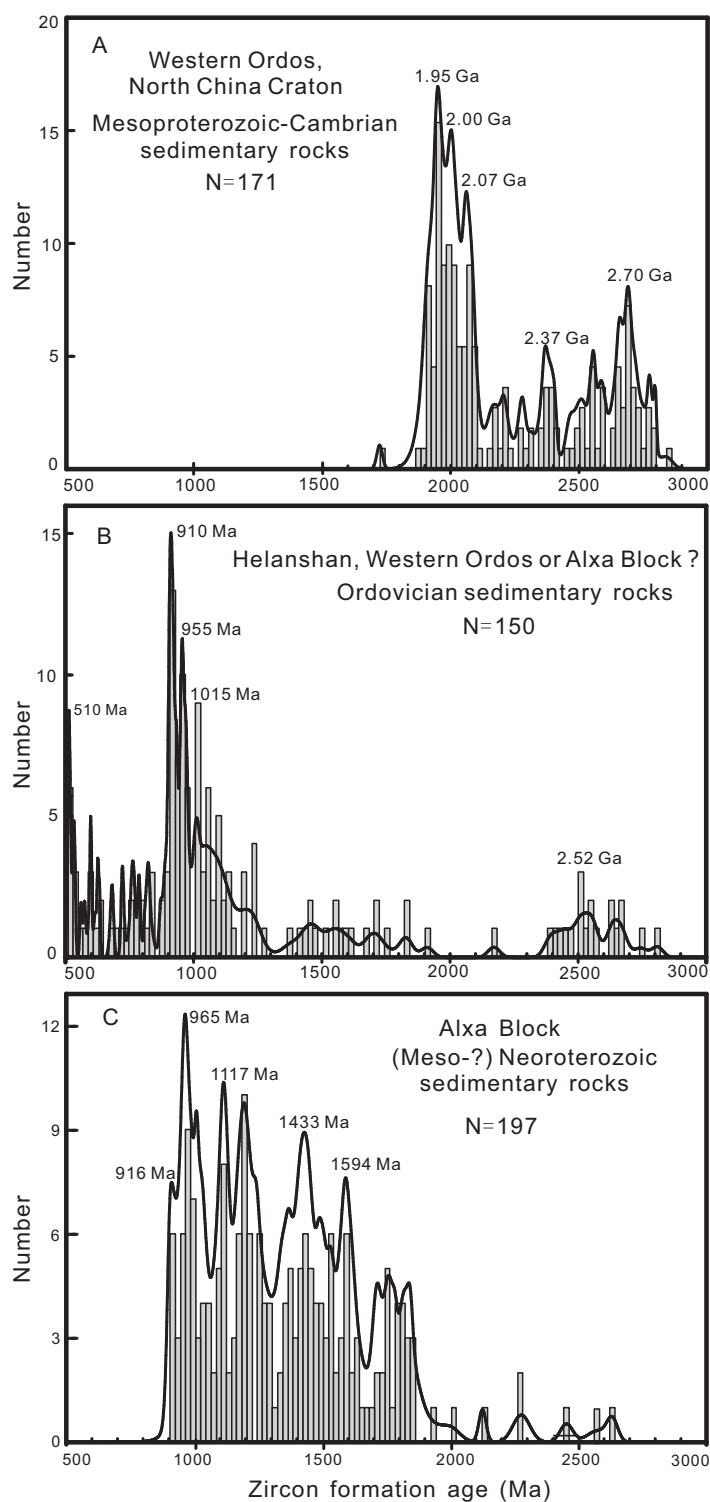 20
A
Western Ordos,
North China Craton
Mesoproterozoic-Cambrian
sedimentary rocks
N=171
1.95 Ga
2.00 Ga
2.07 Ga
2.37 Ga
2.70 Ga
15
10
5
0
Number
500 1000 1500 2000 2500 3000
B
910 Ma
Helanshan, Western Ordos or Alxa Block ?
Ordovician sedimentary rocks
N=150
955 Ma
1015 Ma
510 Ma
2.52 Ga
15
10
5
0
Number
500 1000 1500 2000 2500 3000
C
965 Ma
Alxa Block
(Meso-?) Neoroterozoic
sedimentary rocks
N=197
1117 Ma
1433 Ma
1594 Ma
916 Ma
12
9
6
3
0
Number
500 1000 1500 2000 2500 3000
Zircon formation age (Ma)